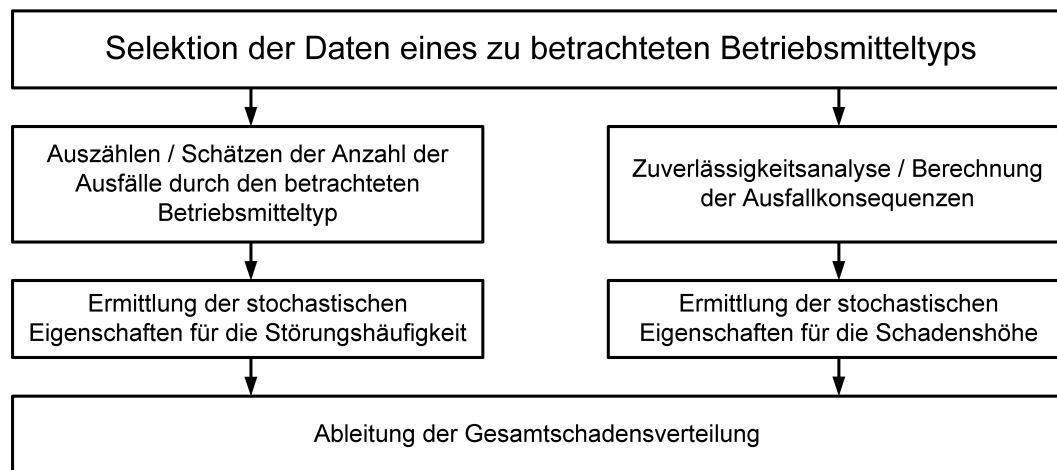 Selektion der Daten eines zu betrachteten Betriebsmitteltyps
Auszählen / Schätzen der Anzahl der
Ausfälle durch den betrachteten
Betriebsmitteltyp
Zuverlässigkeitsanalyse / Berechnung
der Ausfallkonsequenzen
Ermittlung der stochastischen
Eigenschaften für die Störungshäufigkeit
Ermittlung der stochastischen
Eigenschaften für die Schadenshöhe
Ableitung der Gesamtschadensverteilung